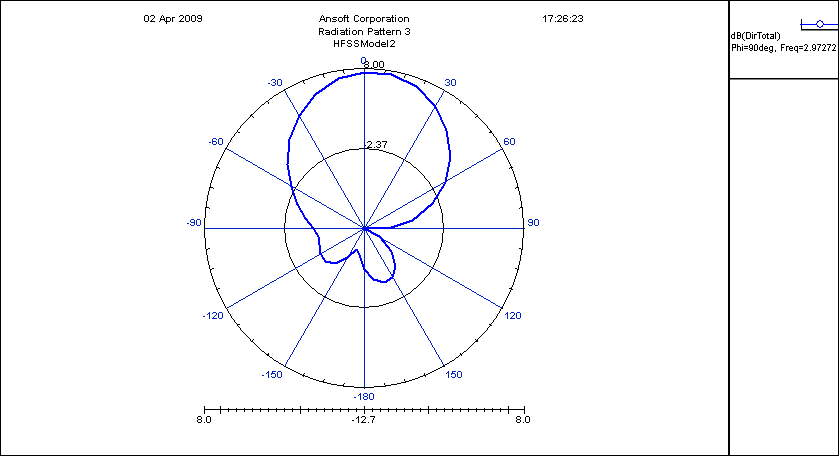 02 Apr 2009 Ansoft Corporation 17:26:23
Radiation Pattern 3
HFSSModel2
dB(DirTotal)
Phi=90deg, Freq=2.97272
0
8.00
-30 30
-2.37
-60 60
-90 90
-120 120
-150 150
-180
8.0 -12.7 8.0